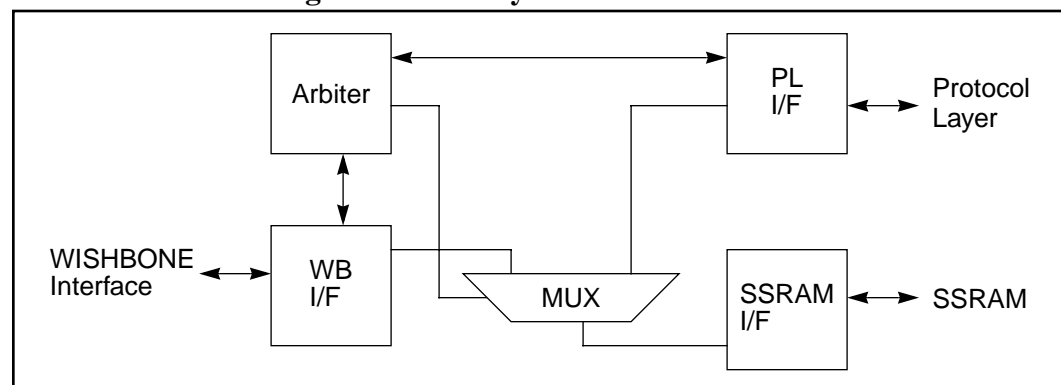 Arbiter
PL
I/F
Protocol
Layer
WISHBONE
Interface
WB
I/F
MUX
SSRAM
I/F
SSRAM